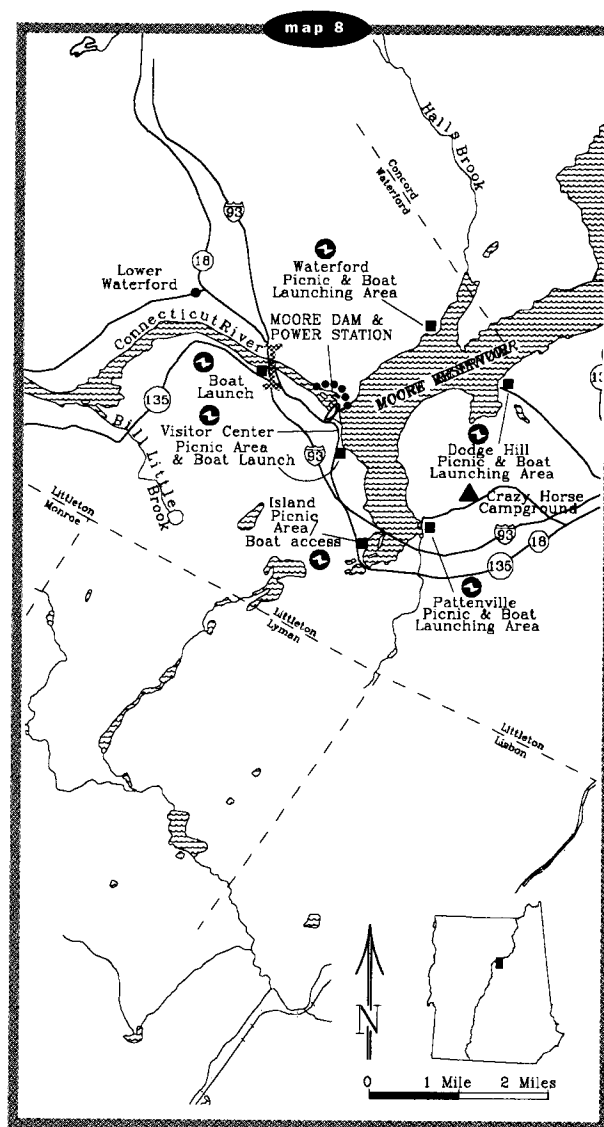 map 8
Halls Brook
Concord
Waterford
93
18
Lower
Waterford
Waterford
Picnic & Boat
Launching Area
Connecticut River
MOORE DAM &
POWER STATION
MOORE RESERVOIR
Boat
Launch
135
Visitor Center
Picnic Area
& Boat Launch
93
Bill Little
Brook
Dodge Hill
Picnic & Boat
Launching Area
Crazy Horse
Campground
Littleton
Monroe
Island
Picnic
Area/
Boat access
93
18
135
Pattenville
Picnic & Boat
Launching Area
Littleton
Lyman
Littleton
Lisbon
N
0 1 Mile 2 Miles